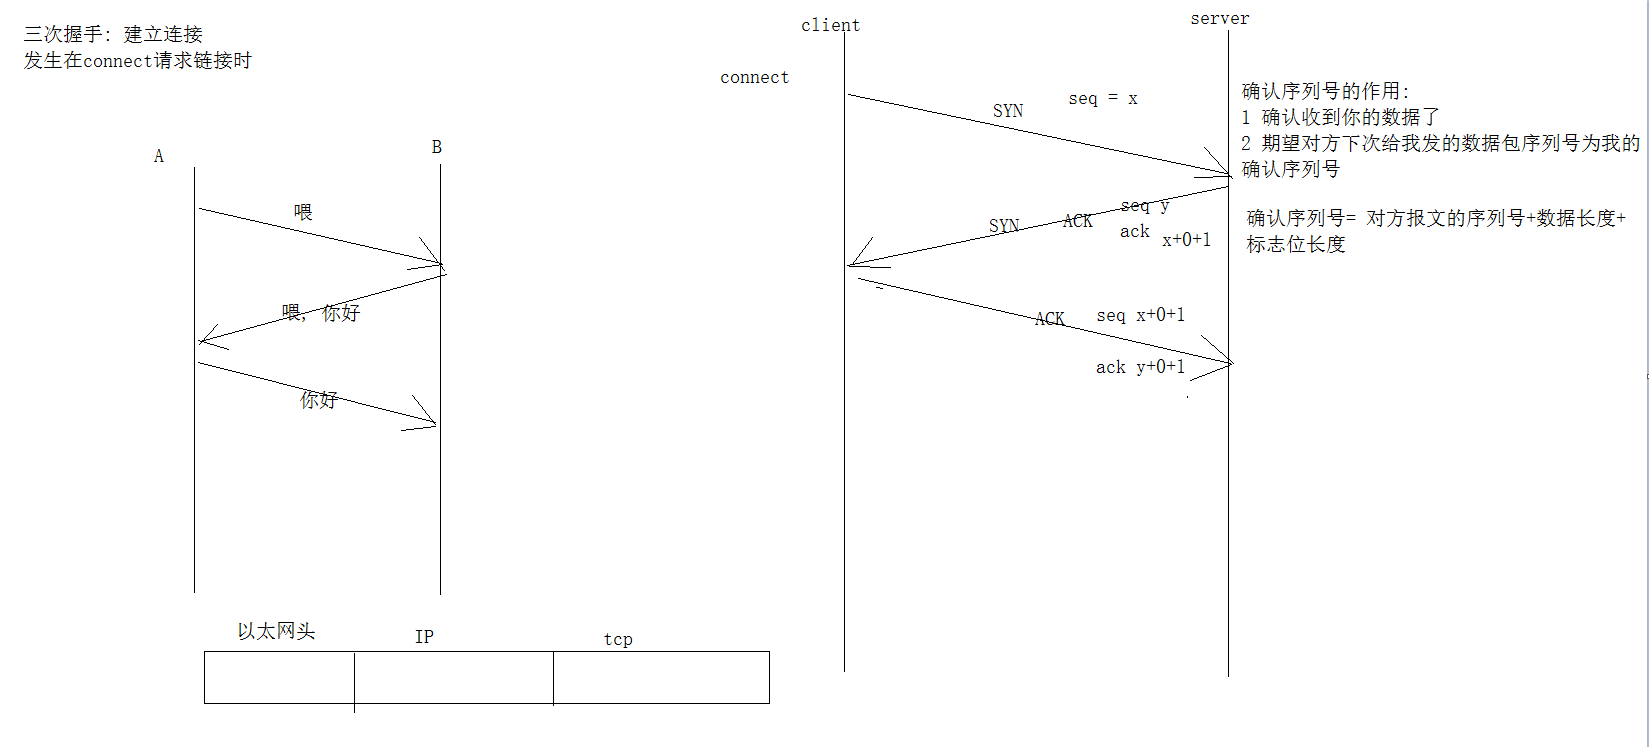 三次握手: 建立连接
发生在connect请求链接时
A
B
喂
喂, 你好
你好
以太网头
IP
tcp
client
server
connect
SYN
seq = x
SYN
ACK
seq y
ack
x+0+1
ACK
seq x+0+1
ack y+0+1
确认序列号的作用:
1 确认收到你的数据了
2 期望对方下次给我发的数据包序列号为我的
确认序列号
确认序列号= 对方报文的序列号+数据长度+
标志位长度